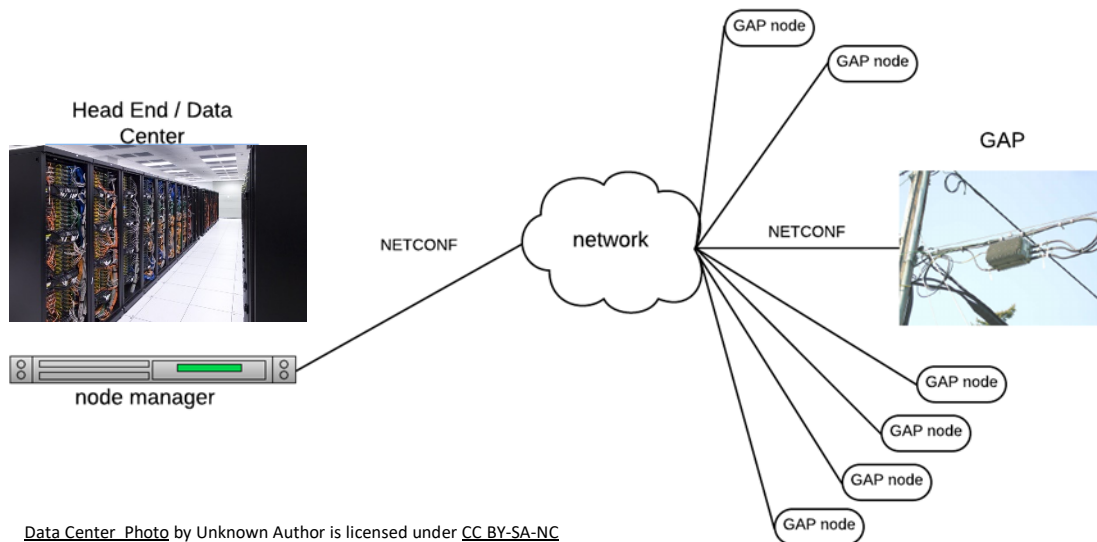 GAP node
GAP node
Head End / Data
Center
GAP
NETCONF
network
NETCONF
node manager
GAP node
GAP node
GAP node
GAP node
Data Center Photo by Unknown Author is licensed under CC BY-SA-NC